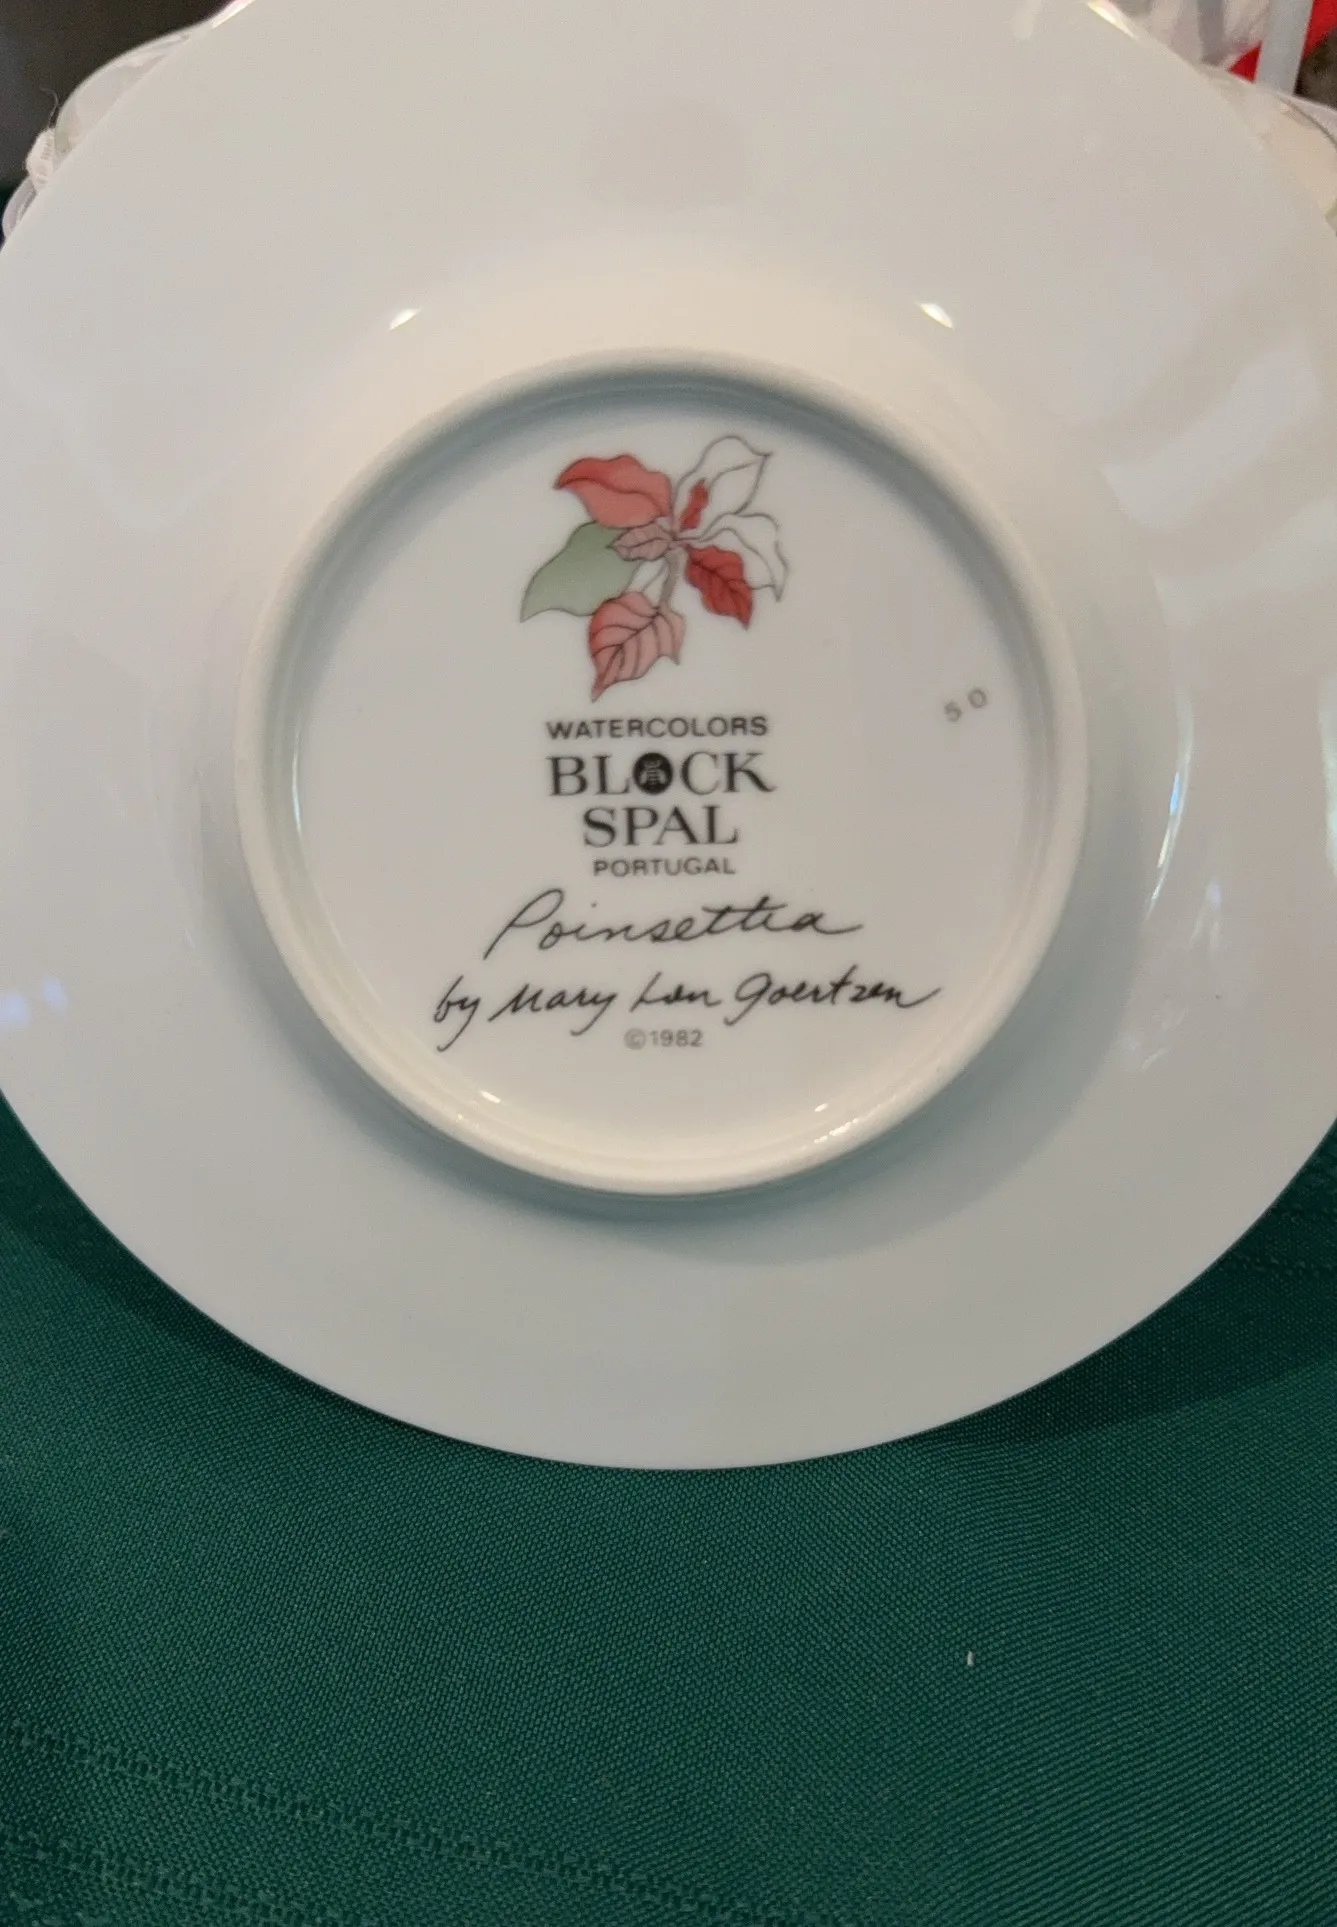 WATERCOLORS
BLOCK
SPAL
PORTUGAL
Poinsettia
by Mary Lou Goertzen
©1982
50